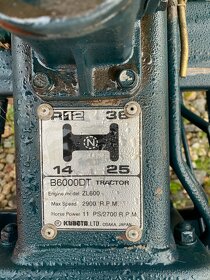 R12 36
N
14 25
B6000DT TRACTOR
Engine model ZL600
Max Speed 2900 R.P.M.
Horse Power 11 PS/2700 R.P.M.
KUBOTA, LTD. OSAKA, JAPAN